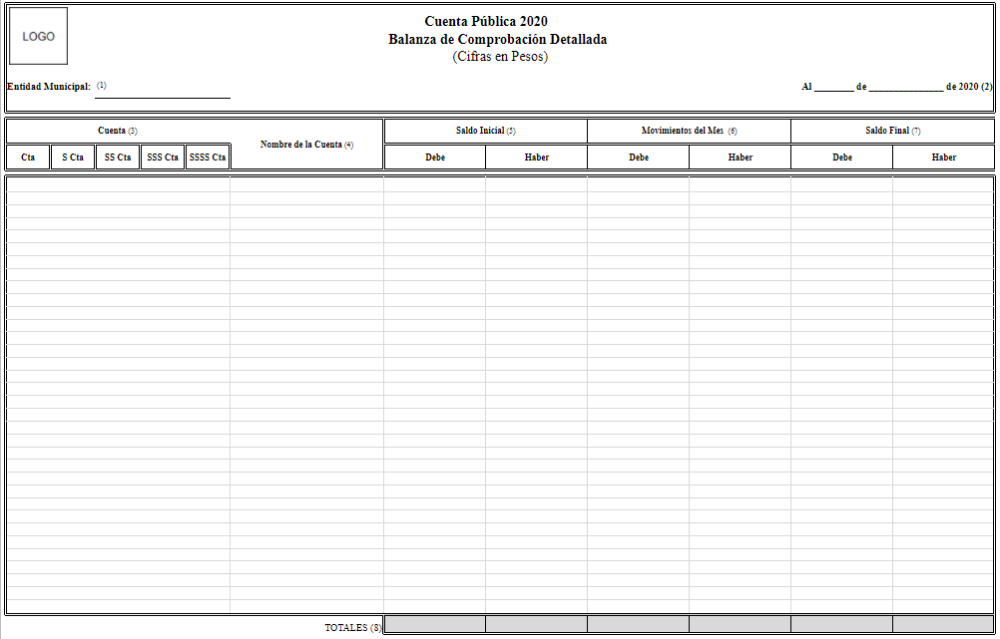 LOGO
Cuenta Pública 2020
Balanza de Comprobación Detallada
(Cifras en Pesos)
Entidad Municipal: (1)
Al ________ de _______________ de 2020 (2)
Cuenta (3)
Nombre de la Cuenta (4)
Saldo Inicial (5)
Movimientos del Mes (6)
Saldo Final (7)
Cta S Cta SS Cta SSS Cta SSSS Cta
Debe Haber Debe Haber Debe Haber
TOTALES (8)